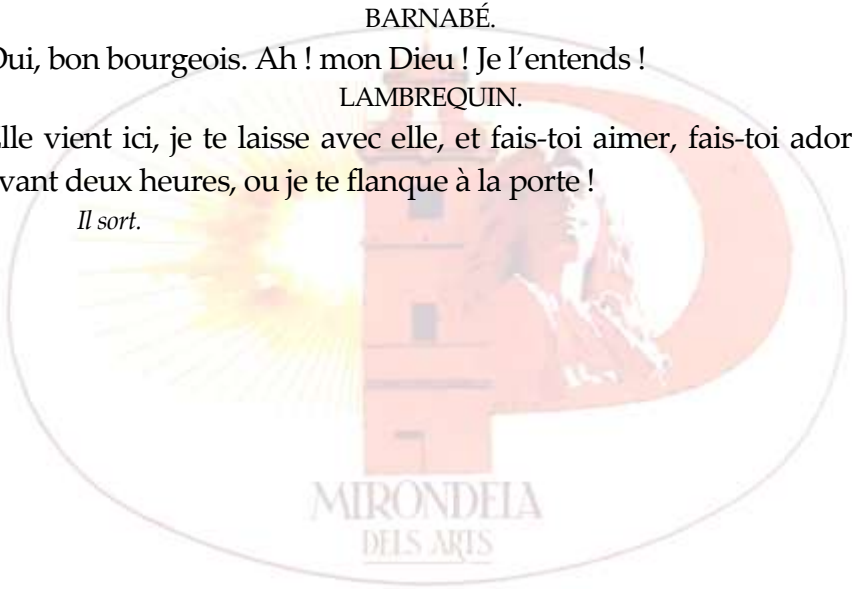 BARNABÉ.
Oui, bon bourgeois. Ah ! mon Dieu ! Je l’entends !
LAMBREQUIN.
lle vient ici, je te laisse avec elle, et fais-toi aimer, fais-toi ador
vant deux heures, ou je te flanque à la porte !
Il sort.
MIRONDELA
DELS ARTS